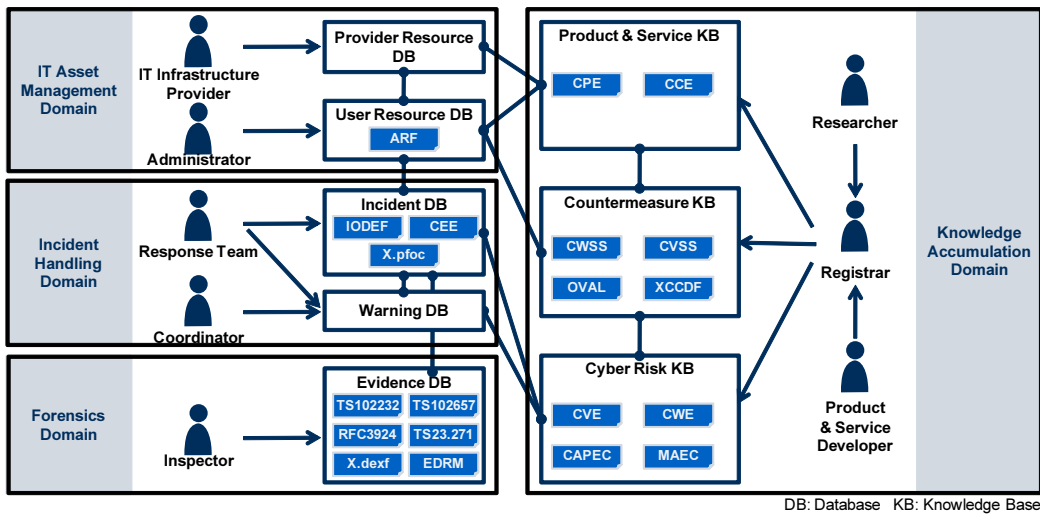 IT Asset
Management
Domain
IT Infrastructure
Provider
Administrator
Provider Resource
DB
User Resource DB
ARF
Incident
Handling
Domain
Response Team
Coordinator
Incident DB
IODEF
CEE
X.pfoc
Warning DB
Forensics
Domain
Inspector
Evidence DB
TS102232
TS102657
RFC3924
TS23.271
X.dexf
EDRM
Product & Service KB
CPE
CCE
Countermeasure KB
CWSS
CVSS
OVAL
XCCDF
Cyber Risk KB
CVE
CWE
CAPEC
MAEC
Researcher
Registrar
Product
& Service
Developer
Knowledge
Accumulation
Domain
DB: Database KB: Knowledge Base